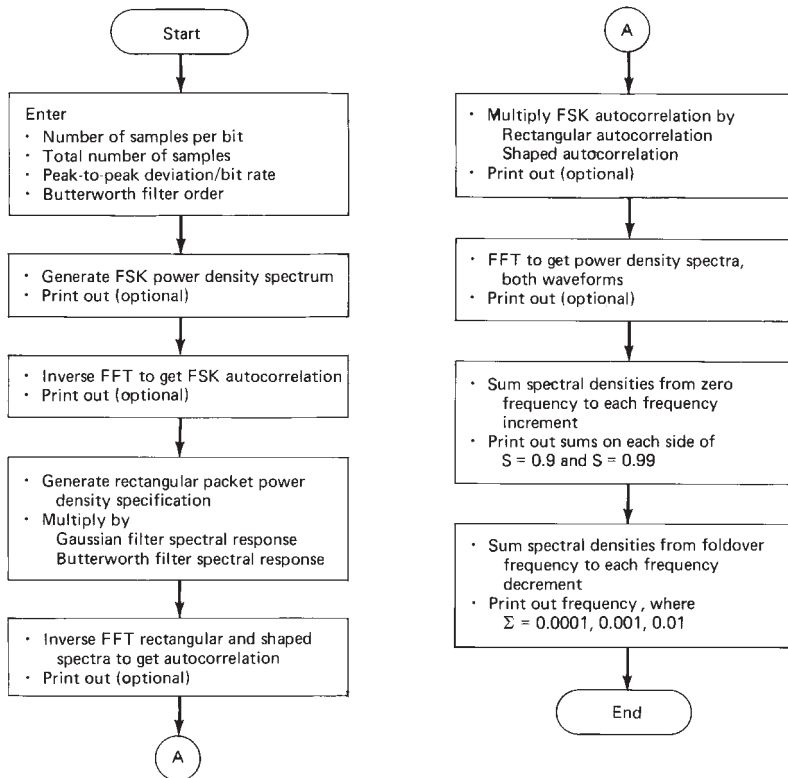 Start
Enter
· Number of samples per bit
· Total number of samples
· Peak-to-peak deviation/bit rate
· Butterworth filter order
· Generate FSK power density spectrum
· Print out (optional)
· Inverse FFT to get FSK autocorrelation
· Print out (optional)
· Generate rectangular packet power
density specification
· Multiply by
Gaussian filter spectral response
Butterworth filter spectral response
· Inverse FFT rectangular and shaped
spectra to get autocorrelation
· Print out (optional)
A
A
· Multiply FSK autocorrelation by
Rectangular autocorrelation
Shaped autocorrelation
· Print out (optional)
· FFT to get power density spectra,
both waveforms
· Print out (optional)
· Sum spectral densities from zero
frequency to each frequency
increment
· Print out sums on each side of
S = 0.9 and S = 0.99
· Sum spectral densities from foldover
frequency to each frequency
decrement
· Print out frequency, where
Σ = 0.0001, 0.001, 0.01
End